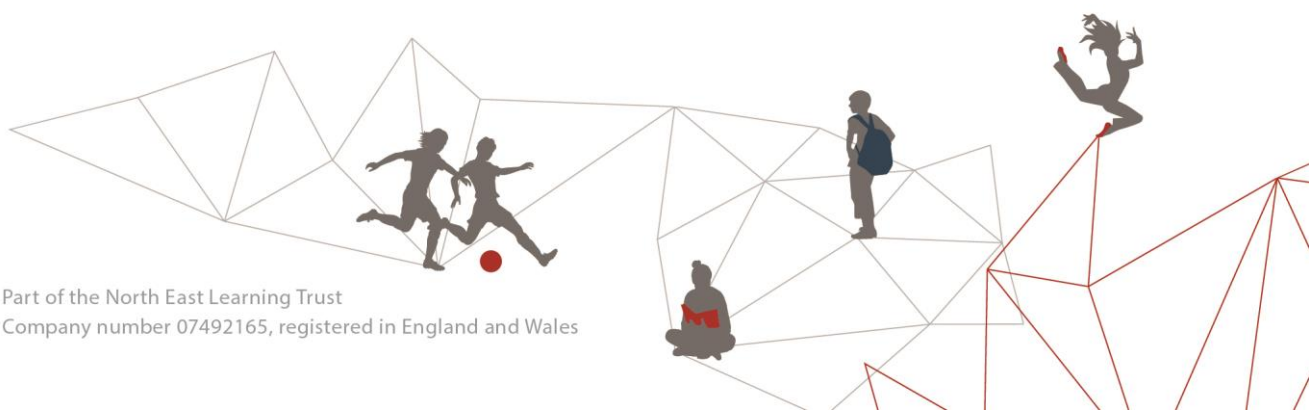 Part of the North East Learning Trust
Company number 07492165, registered in England and Wales